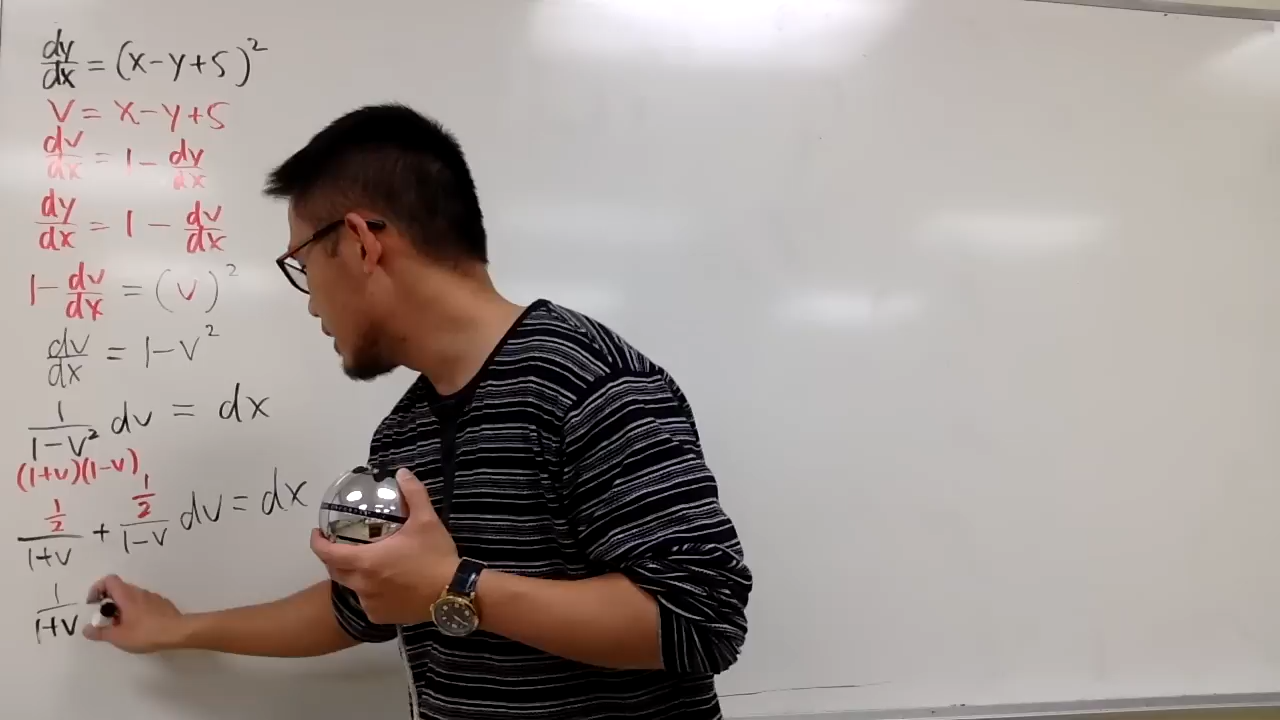 dy/dx = (x-y+5)²
v = x-y+5
dv/dx = 1 - dy/dx
dy/dx = 1 - dv/dx
1 - dv/dx = (v)²
dv/dx = 1-v²
1/(1-v²) dv = dx
(1+v)(1-v)
(1/2)/(1+v) + (1/2)/(1-v) dv = dx
1/(1+v)